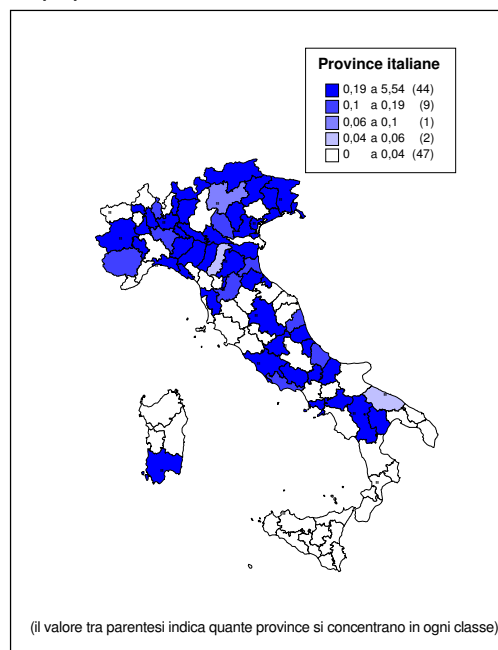 Province italiane
0,19 a 5,54 (44)
0,1 a 0,19 (9)
0,06 a 0,1 (1)
0,04 a 0,06 (2)
0 a 0,04 (47)
(il valore tra parentesi indica quante province si concentrano in ogni classe)